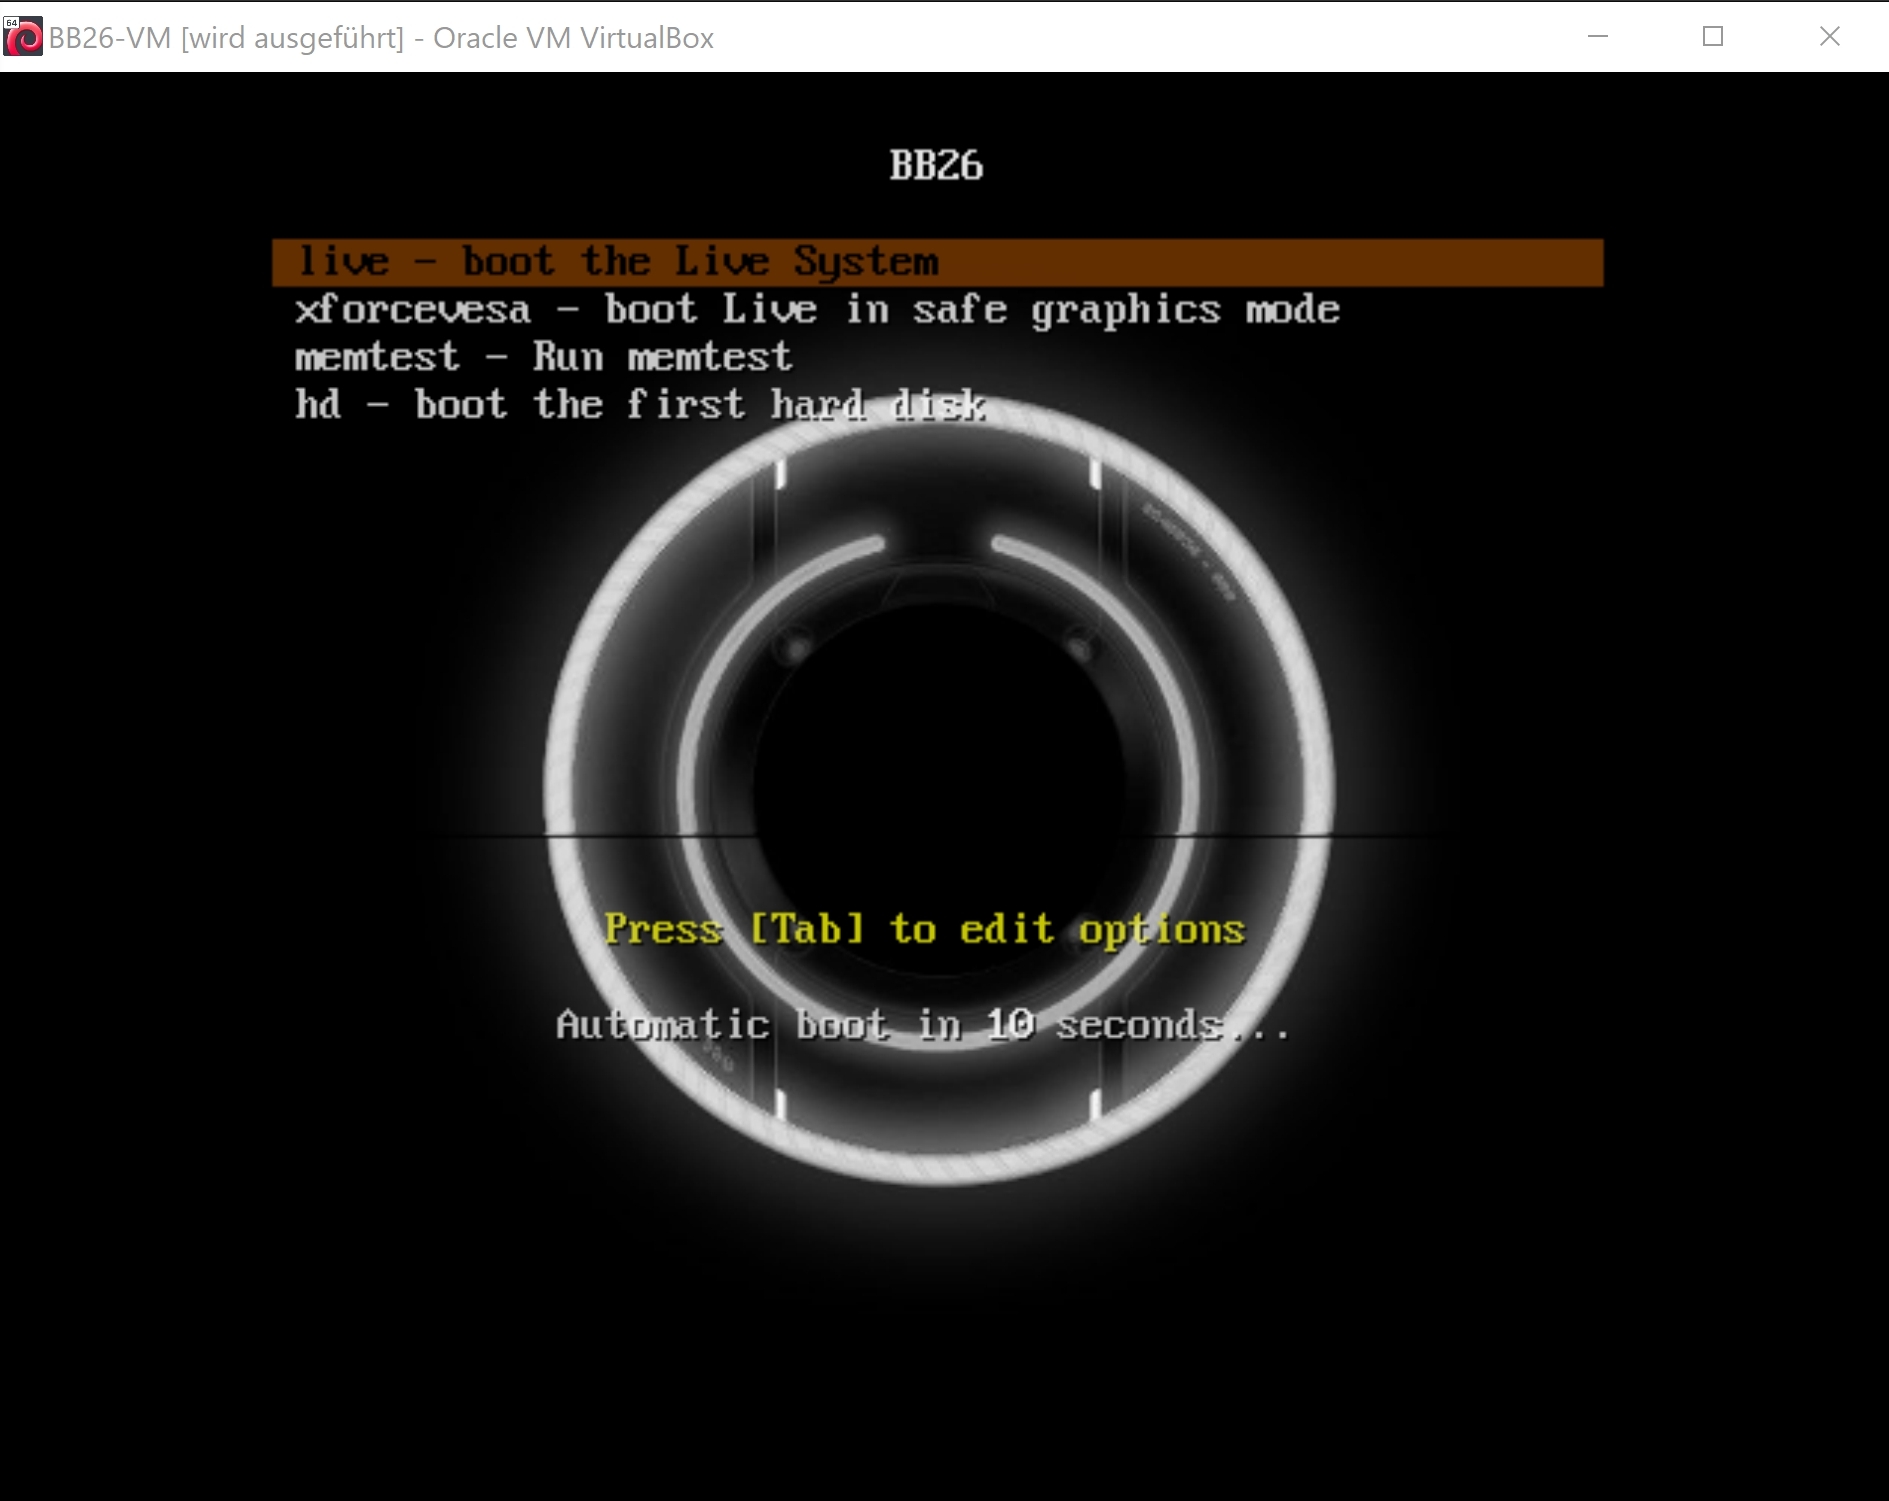 64
BB26-VM [wird ausgeführt] - Oracle VM VirtualBox
BB26
live - boot the Live System
xforcevesa - boot Live in safe graphics mode
memtest - Run memtest
hd - boot the first hard disk
Press [Tab] to edit options
Automatic boot in 10 seconds...